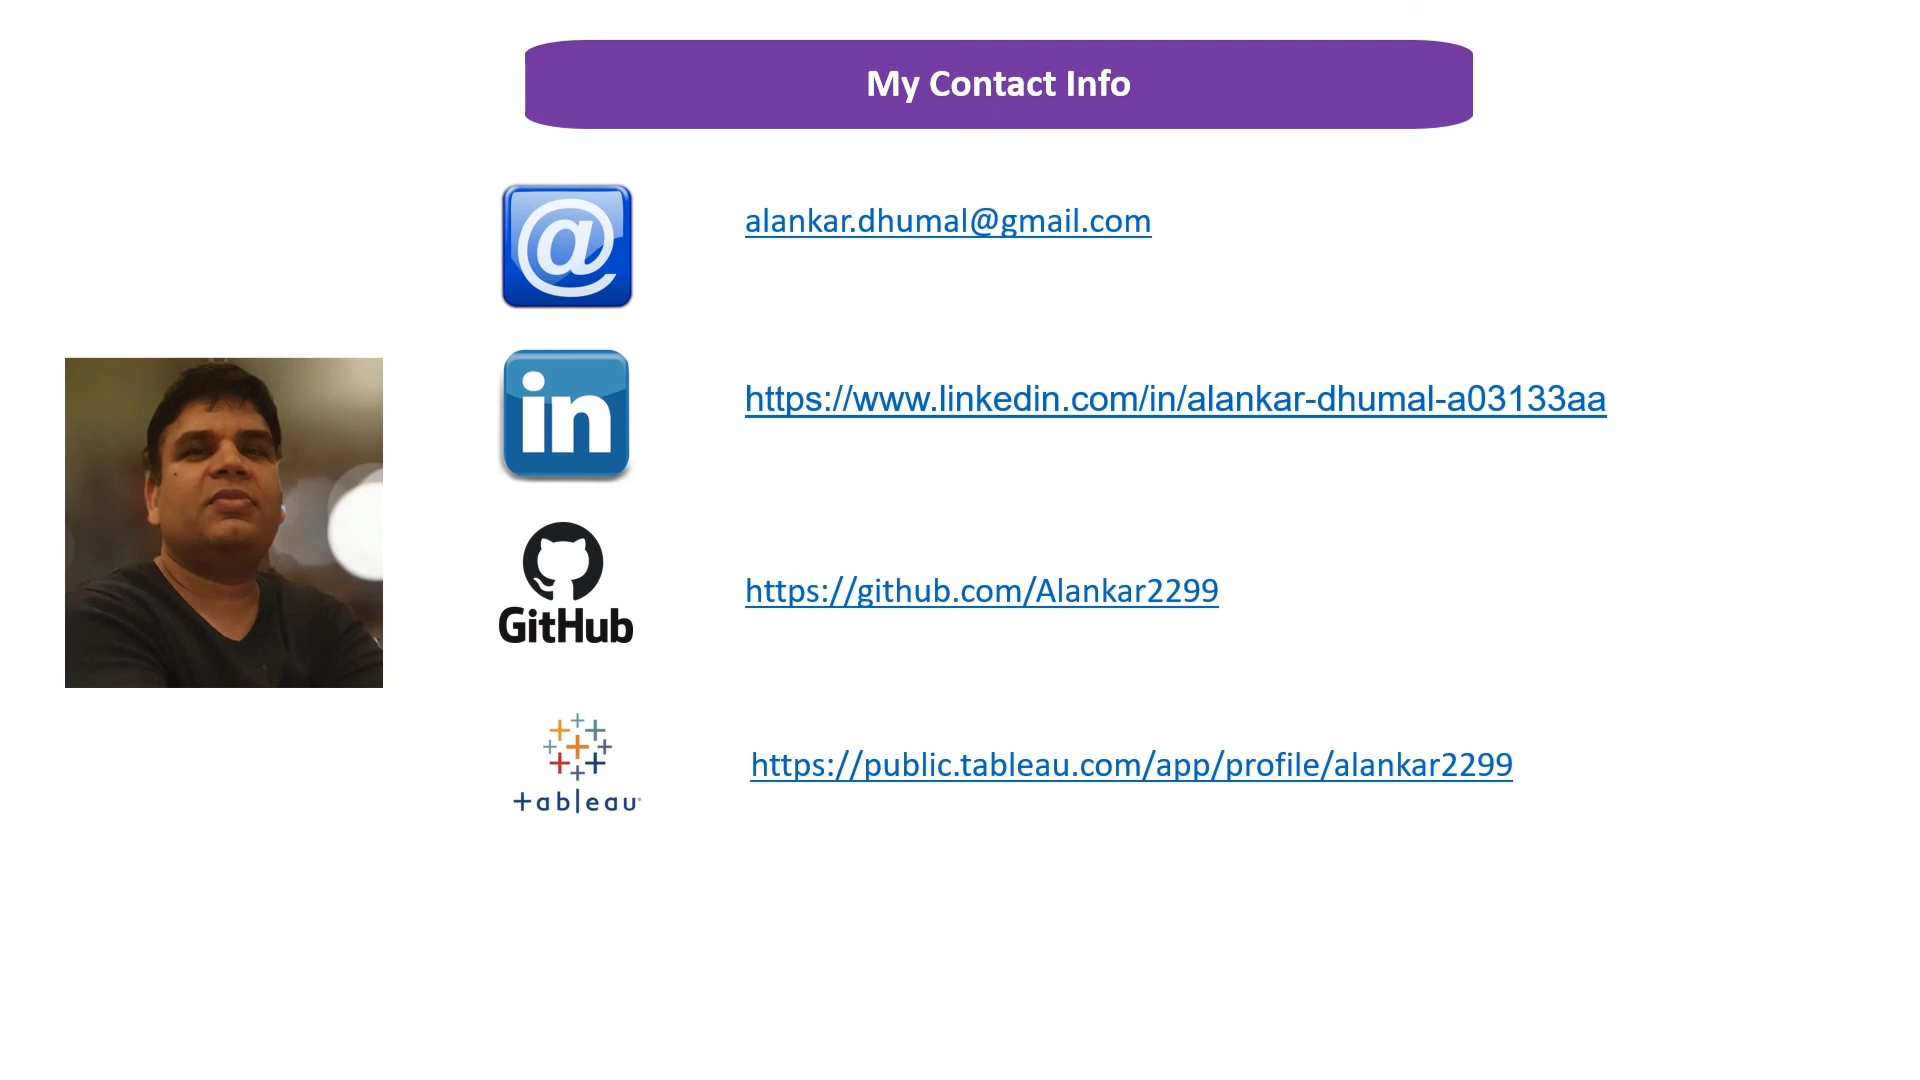 My Contact Info
@
alankar.dhumal@gmail.com
in
https://www.linkedin.com/in/alankar-dhumal-a03133aa
GitHub
https://github.com/Alankar2299
+ableau
https://public.tableau.com/app/profile/alankar2299